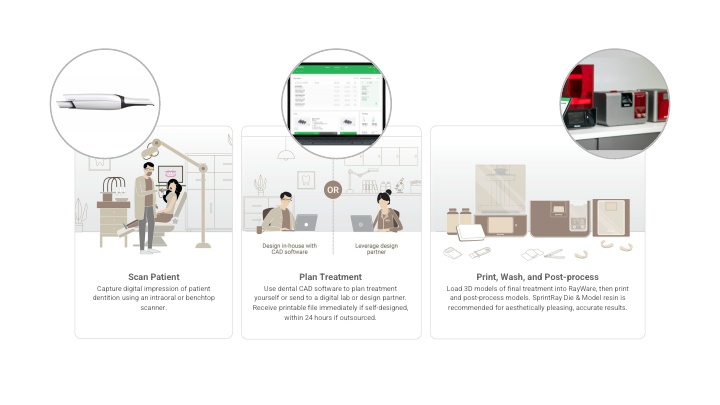 Scan Patient
Capture digital impression of patient
dentition using an intraoral or benchtop
scanner.
OR
Design in-house with
CAD software
Leverage design
partner
Plan Treatment
Use dental CAD software to plan treatment
yourself or send to a digital lab or design partner.
Receive printable file immediately if self-designed,
within 24 hours if outsourced.
Print, Wash, and Post-process
Load 3D models of final treatment into RayWare, then print
and post-process models. SprintRay Die & Model resin is
recommended for aesthetically pleasing, accurate results.